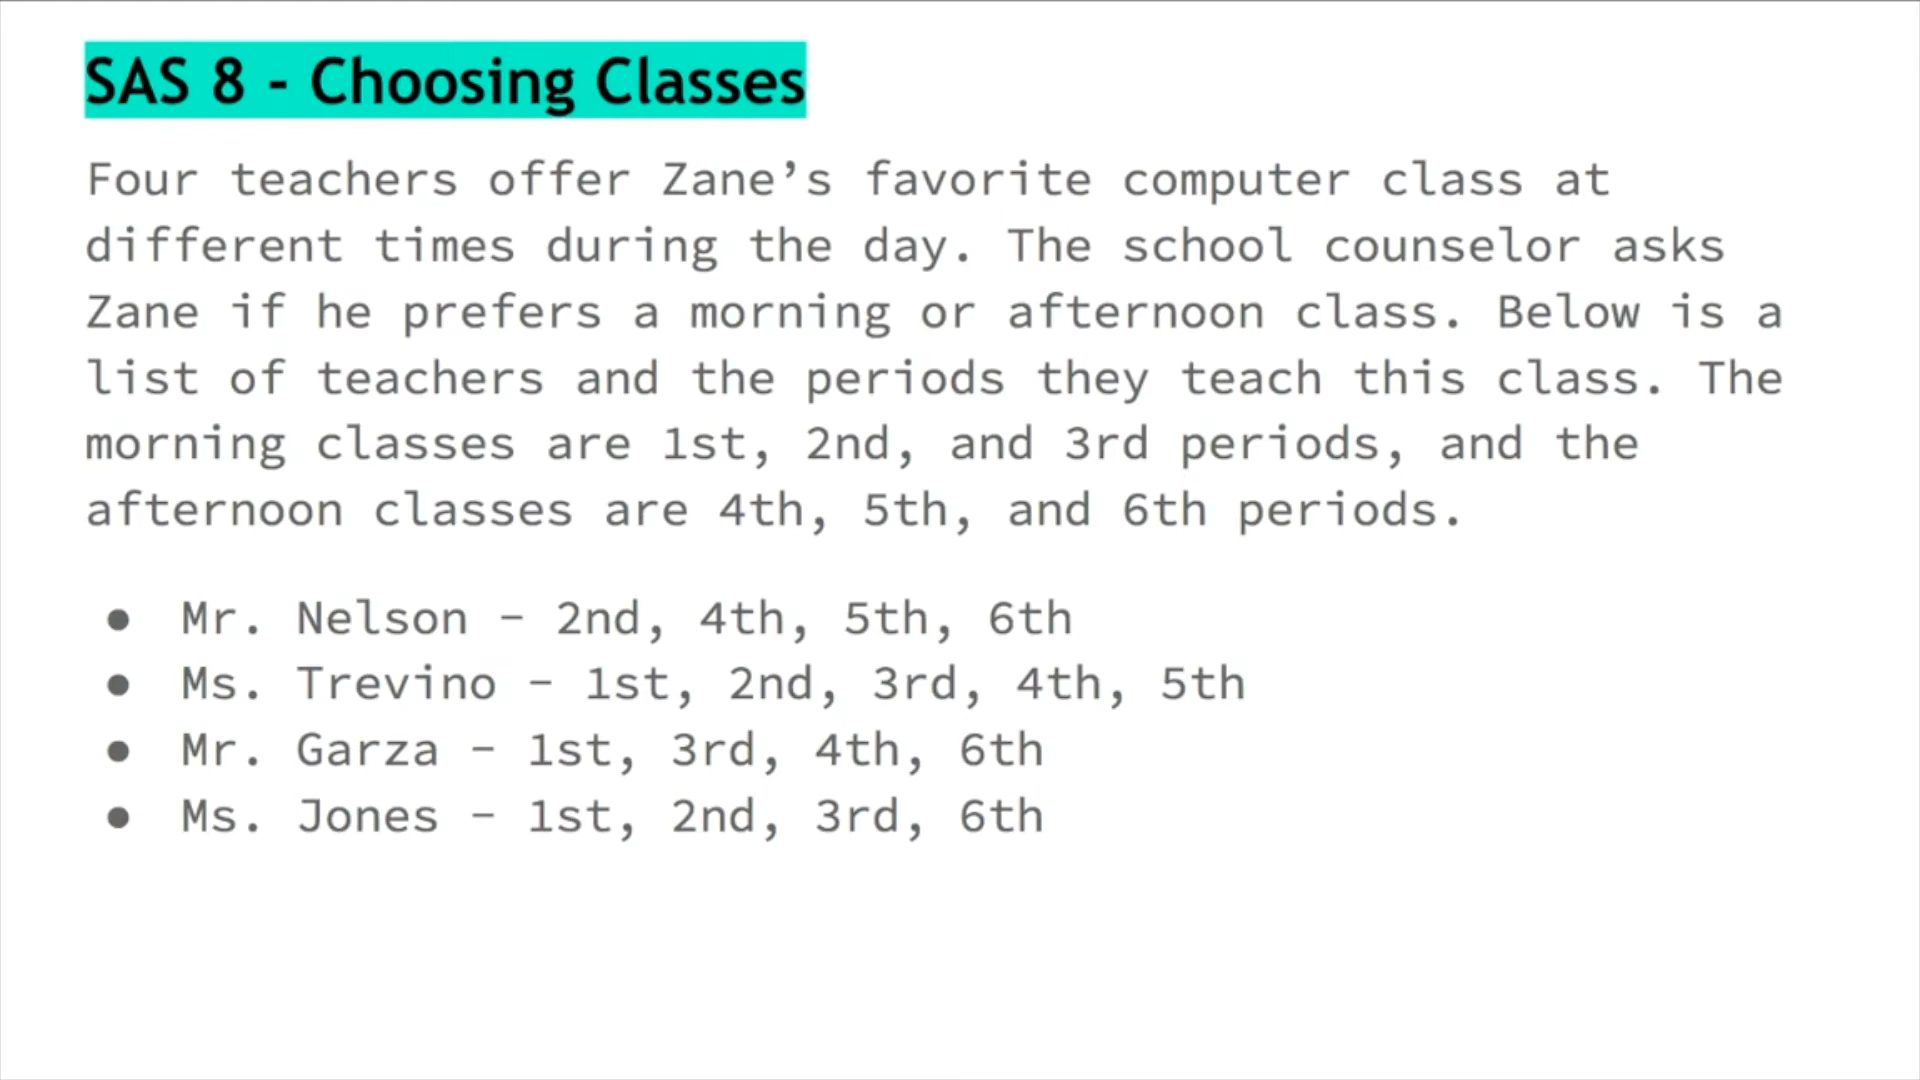 SAS 8 - Choosing Classes
Four teachers offer Zane’s favorite computer class at
different times during the day. The school counselor asks
Zane if he prefers a morning or afternoon class. Below is a
list of teachers and the periods they teach this class. The
morning classes are 1st, 2nd, and 3rd periods, and the
afternoon classes are 4th, 5th, and 6th periods.
● Mr. Nelson - 2nd, 4th, 5th, 6th
● Ms. Trevino - 1st, 2nd, 3rd, 4th, 5th
● Mr. Garza - 1st, 3rd, 4th, 6th
● Ms. Jones - 1st, 2nd, 3rd, 6th